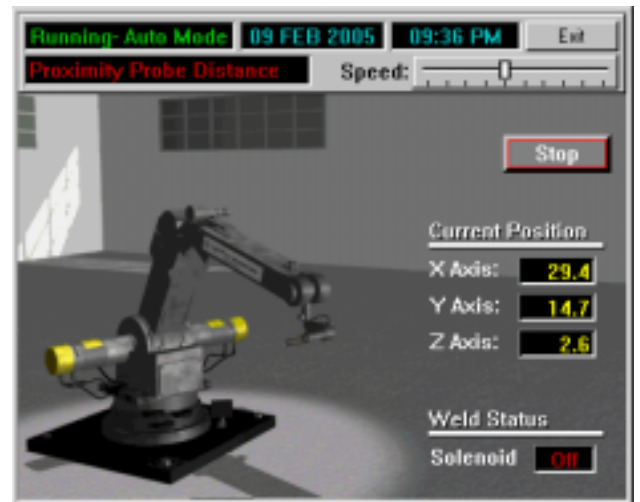 Running- Auto Mode 09 FEB 2005 09:36 PM Exit
Proximity Probe Distance Speed:
Stop
Current Position
X Axis: 29.4
Y Axis: 14.7
Z Axis: 2.6
Weld Status
Solenoid Off